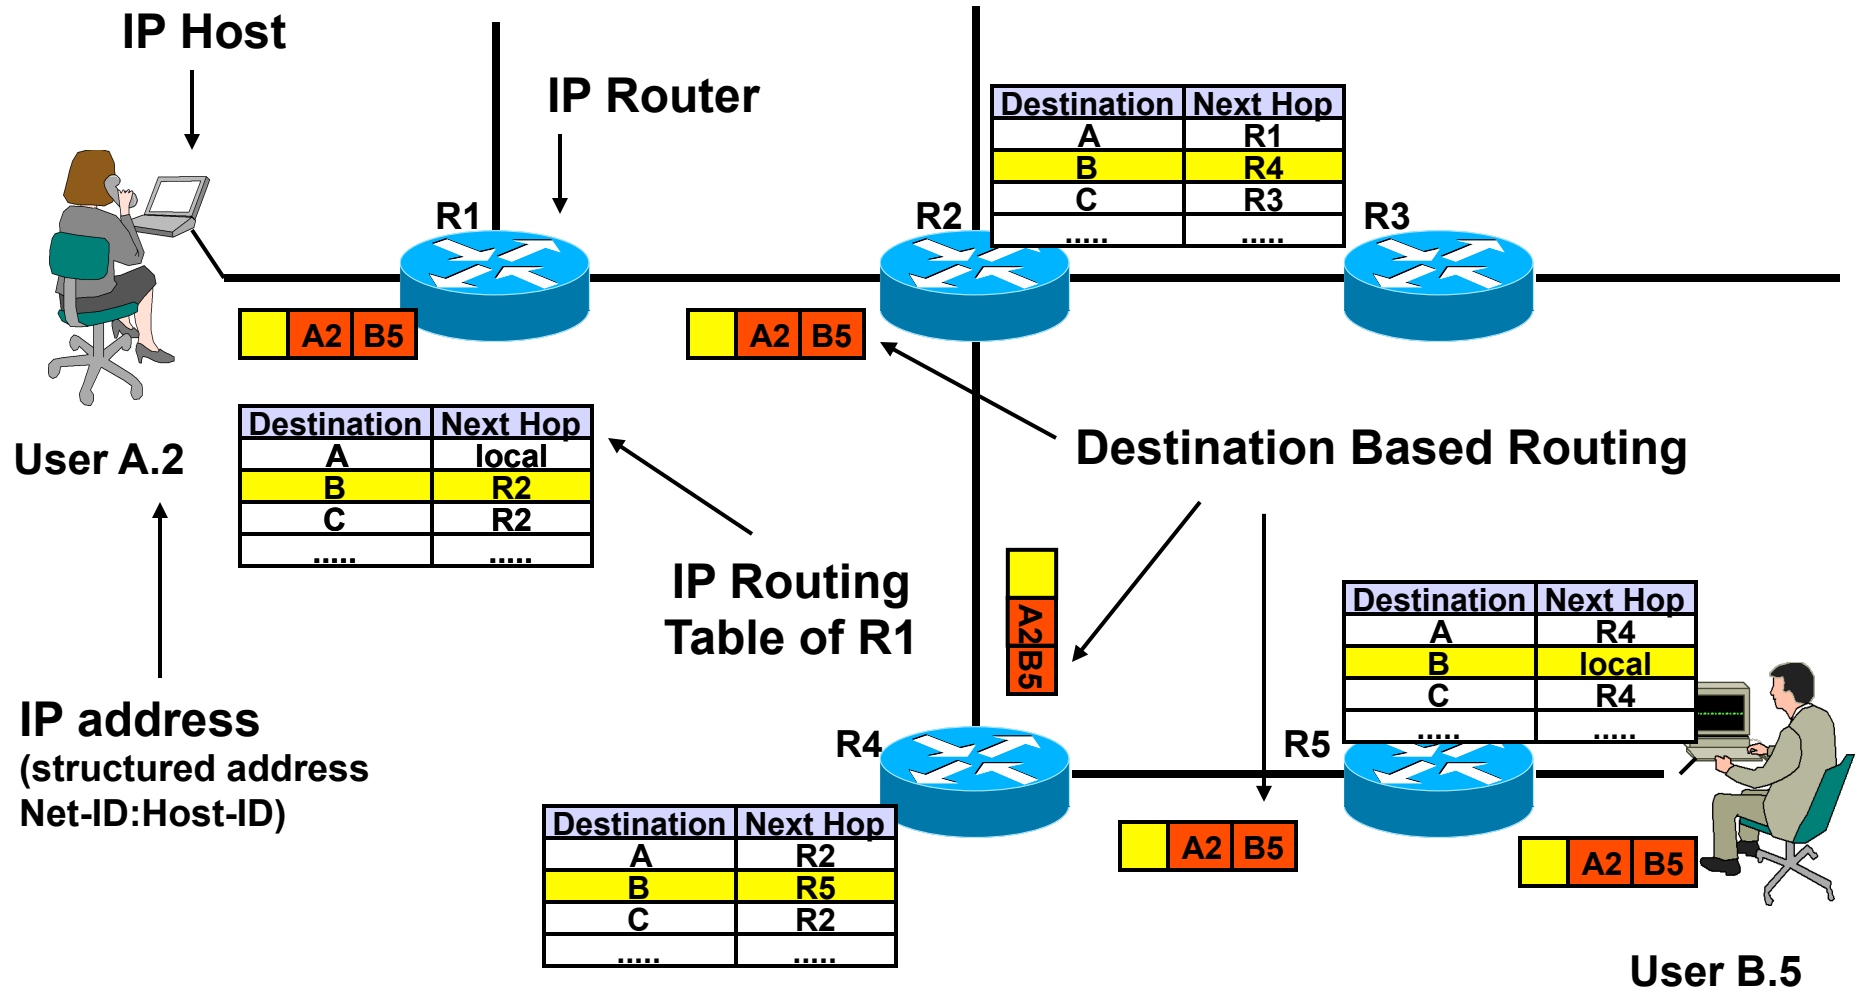 IP Host
IP Router
Destination Next Hop
A R1
B R4
C R3
..... .....
R1
R2
R3
A2 B5
A2 B5
Destination Next Hop
A local
B R2
C R2
..... .....
User A.2
Destination Based Routing
IP Routing
Table of R1
A2 B5
Destination Next Hop
A R4
B local
C R4
..... .....
IP address
(structured address
Net-ID:Host-ID)
R4
R5
Destination Next Hop
A R2
B R5
C R2
..... .....
A2 B5
A2 B5
User B.5